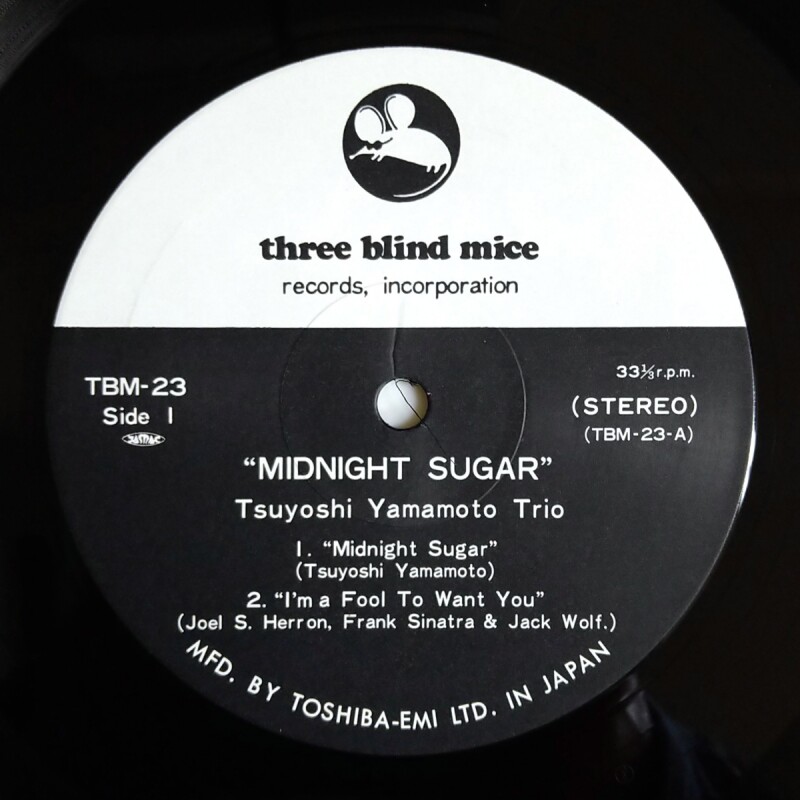 three blind mice
records, incorporation
TBM-23
Side 1
JASRAC
33⅓ r.p.m.
(STEREO)
(TBM-23-A)
“MIDNIGHT SUGAR”
Tsuyoshi Yamamoto Trio
1. “Midnight Sugar”
(Tsuyoshi Yamamoto)
2. “I'm a Fool To Want You”
(Joel S. Herron, Frank Sinatra & Jack Wolf.)
MFD. BY TOSHIBA-EMI LTD. IN JAPAN